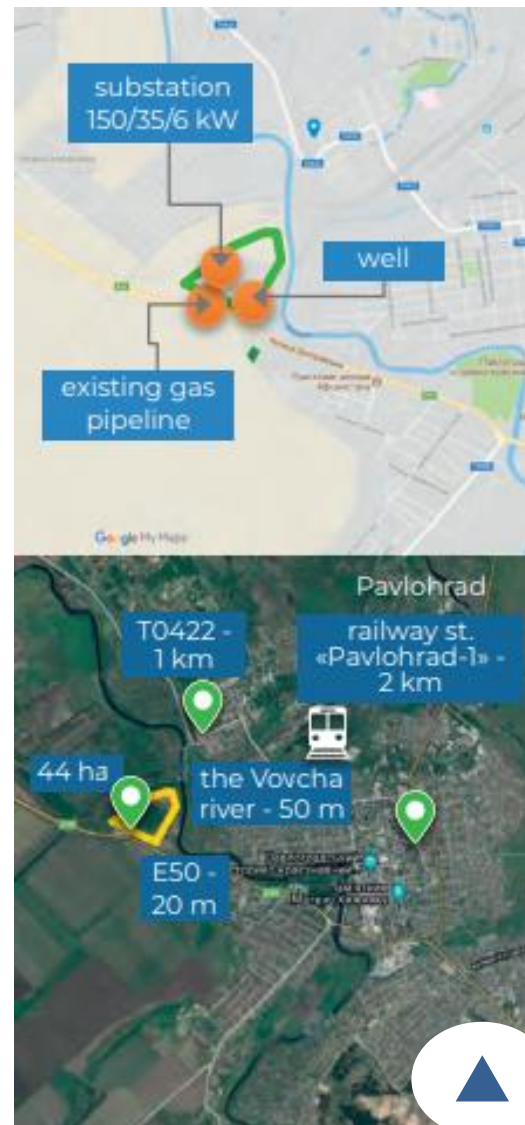 substation
150/35/6 kW
well
existing gas
pipeline
Google My Maps
Pavlohrad
T0422 -
1 km
railway st.
«Pavlohrad-1» -
2 km
44 ha
the Vovcha
river - 50 m
E50 -
20 m